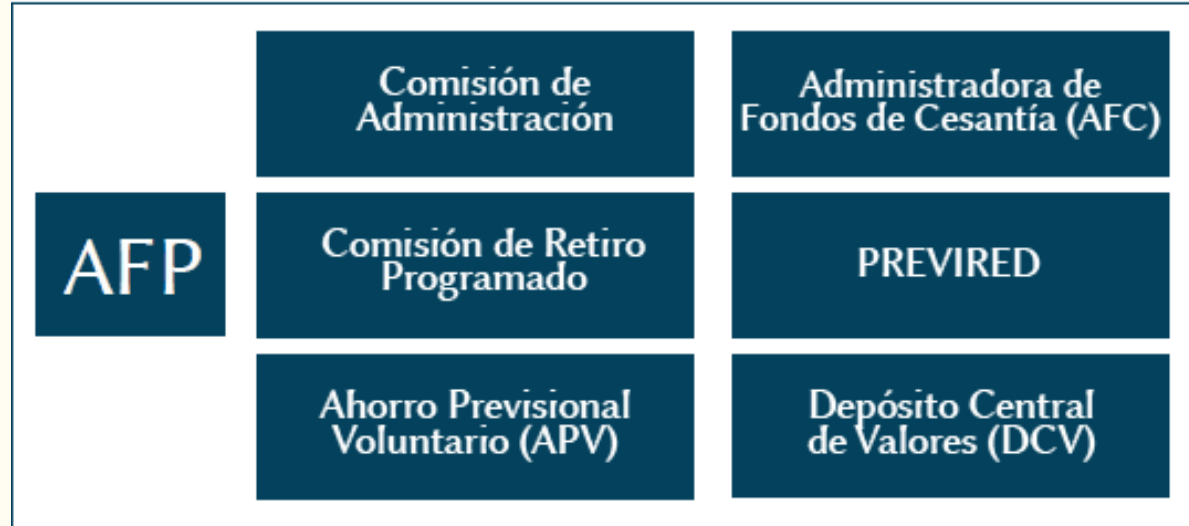 AFP
Comisión de
Administración
Administradora de
Fondos de Cesantía (AFC)
Comisión de Retiro
Programado
PREVIRED
Ahorro Previsional
Voluntario (APV)
Depósito Central
de Valores (DCV)